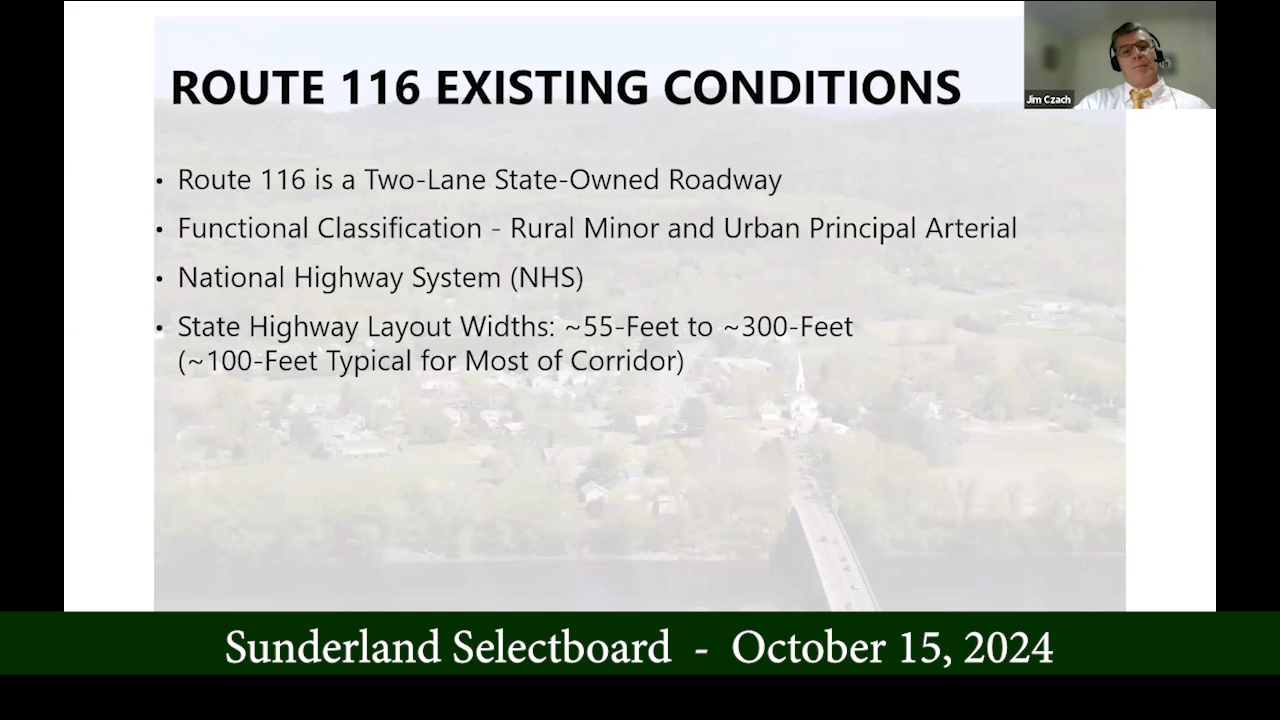 ROUTE 116 EXISTING CONDITIONS
Jim Czach
• Route 116 is a Two-Lane State-Owned Roadway
• Functional Classification - Rural Minor and Urban Principal Arterial
• National Highway System (NHS)
• State Highway Layout Widths: ~55-Feet to ~300-Feet
(~100-Feet Typical for Most of Corridor)
Sunderland Selectboard - October 15, 2024